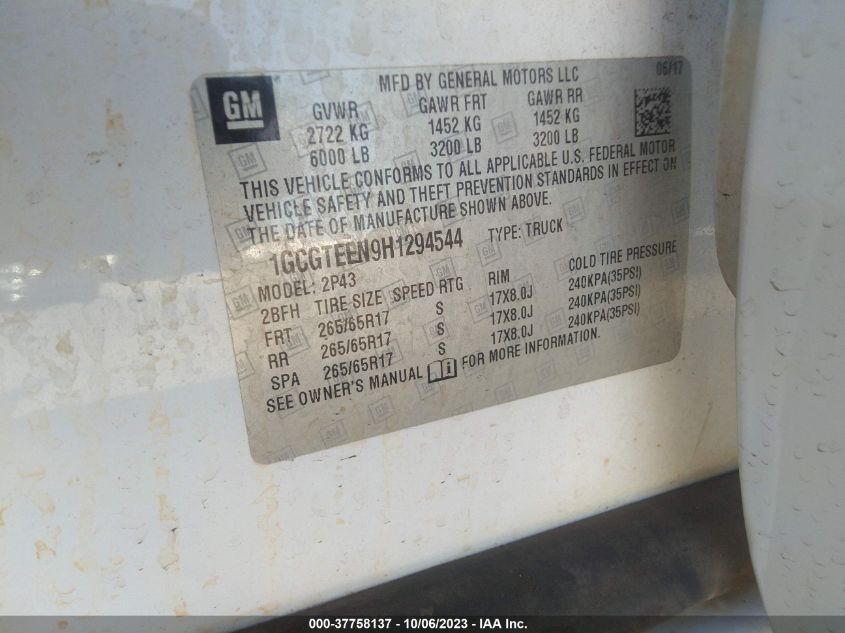 MFD BY GENERAL MOTORS LLC 06/17
GM
GVWR GAWR FRT GAWR RR
2722 KG 1452 KG 1452 KG
6000 LB 3200 LB 3200 LB
THIS VEHICLE CONFORMS TO ALL APPLICABLE U.S. FEDERAL MOTOR
VEHICLE SAFETY AND THEFT PREVENTION STANDARDS IN EFFECT ON
THE DATE OF MANUFACTURE SHOWN ABOVE.
1GCGTEEN9H1294544 TYPE: TRUCK
MODEL: 2P43
2BFH TIRE SIZE SPEED RTG RIM COLD TIRE PRESSURE
FRT 265/65R17 S 17X8.0J 240KPA(35PSI)
RR 265/65R17 S 17X8.0J 240KPA(35PSI)
SPA 265/65R17 S 17X8.0J 240KPA(35PSI)
SEE OWNER'S MANUAL FOR MORE INFORMATION.
000-37758137 - 10/06/2023 - IAA Inc.